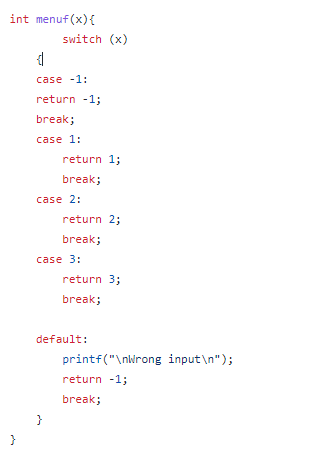 int menuf(x){
        switch (x)
    {
    case -1:
    return -1;
    break;
    case 1:
        return 1;
        break;
    case 2:
        return 2;
        break;
    case 3:
        return 3;
        break;

    default:
        printf("\nWrong input\n");
        return -1;
        break;
    }
}